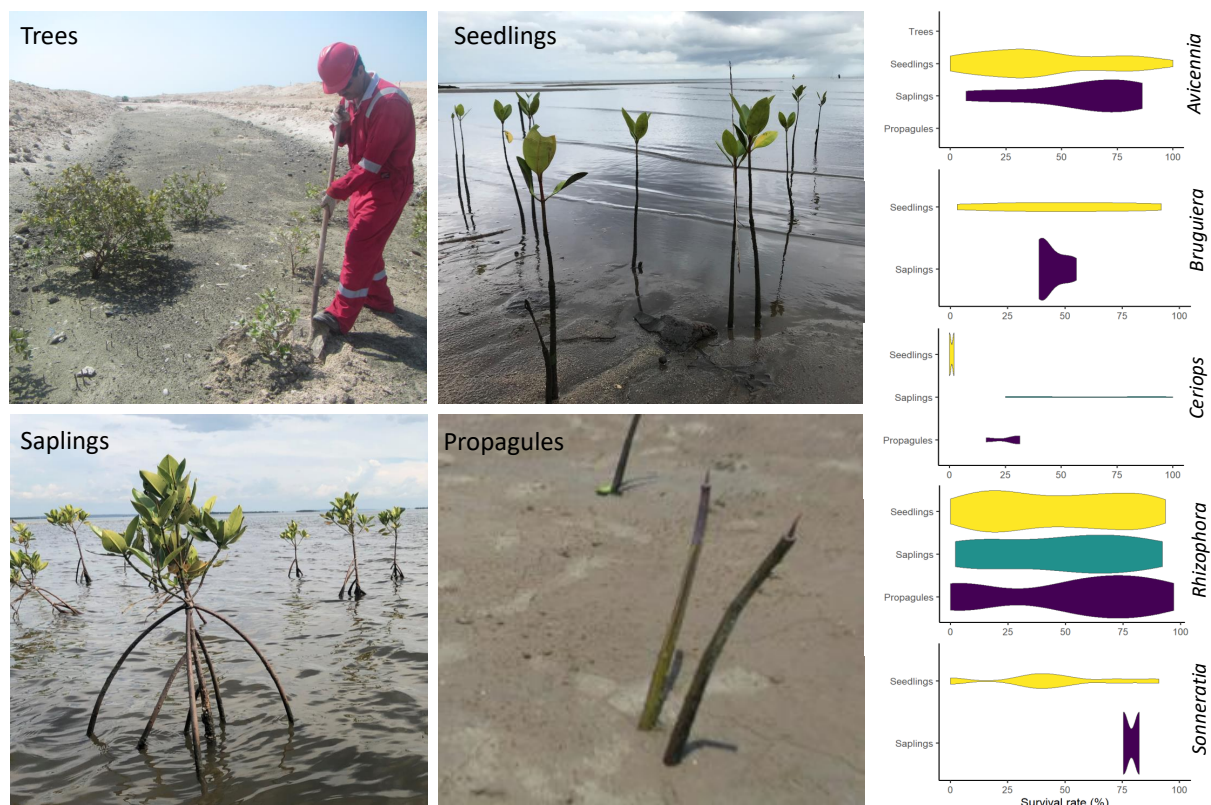 Trees
Seedlings
Saplings
Propagules
Trees
Seedlings
Saplings
Propagules
0 25 50 75 100
Avicennia
Seedlings
Saplings
0 25 50 75 100
Bruguiera
Seedlings
Saplings
Propagules
0 25 50 75 100
Ceriops
Seedlings
Saplings
Propagules
0 25 50 75 100
Rhizophora
Seedlings
Saplings
0 25 50 75 100
Sonneratia
Survival rate (%)